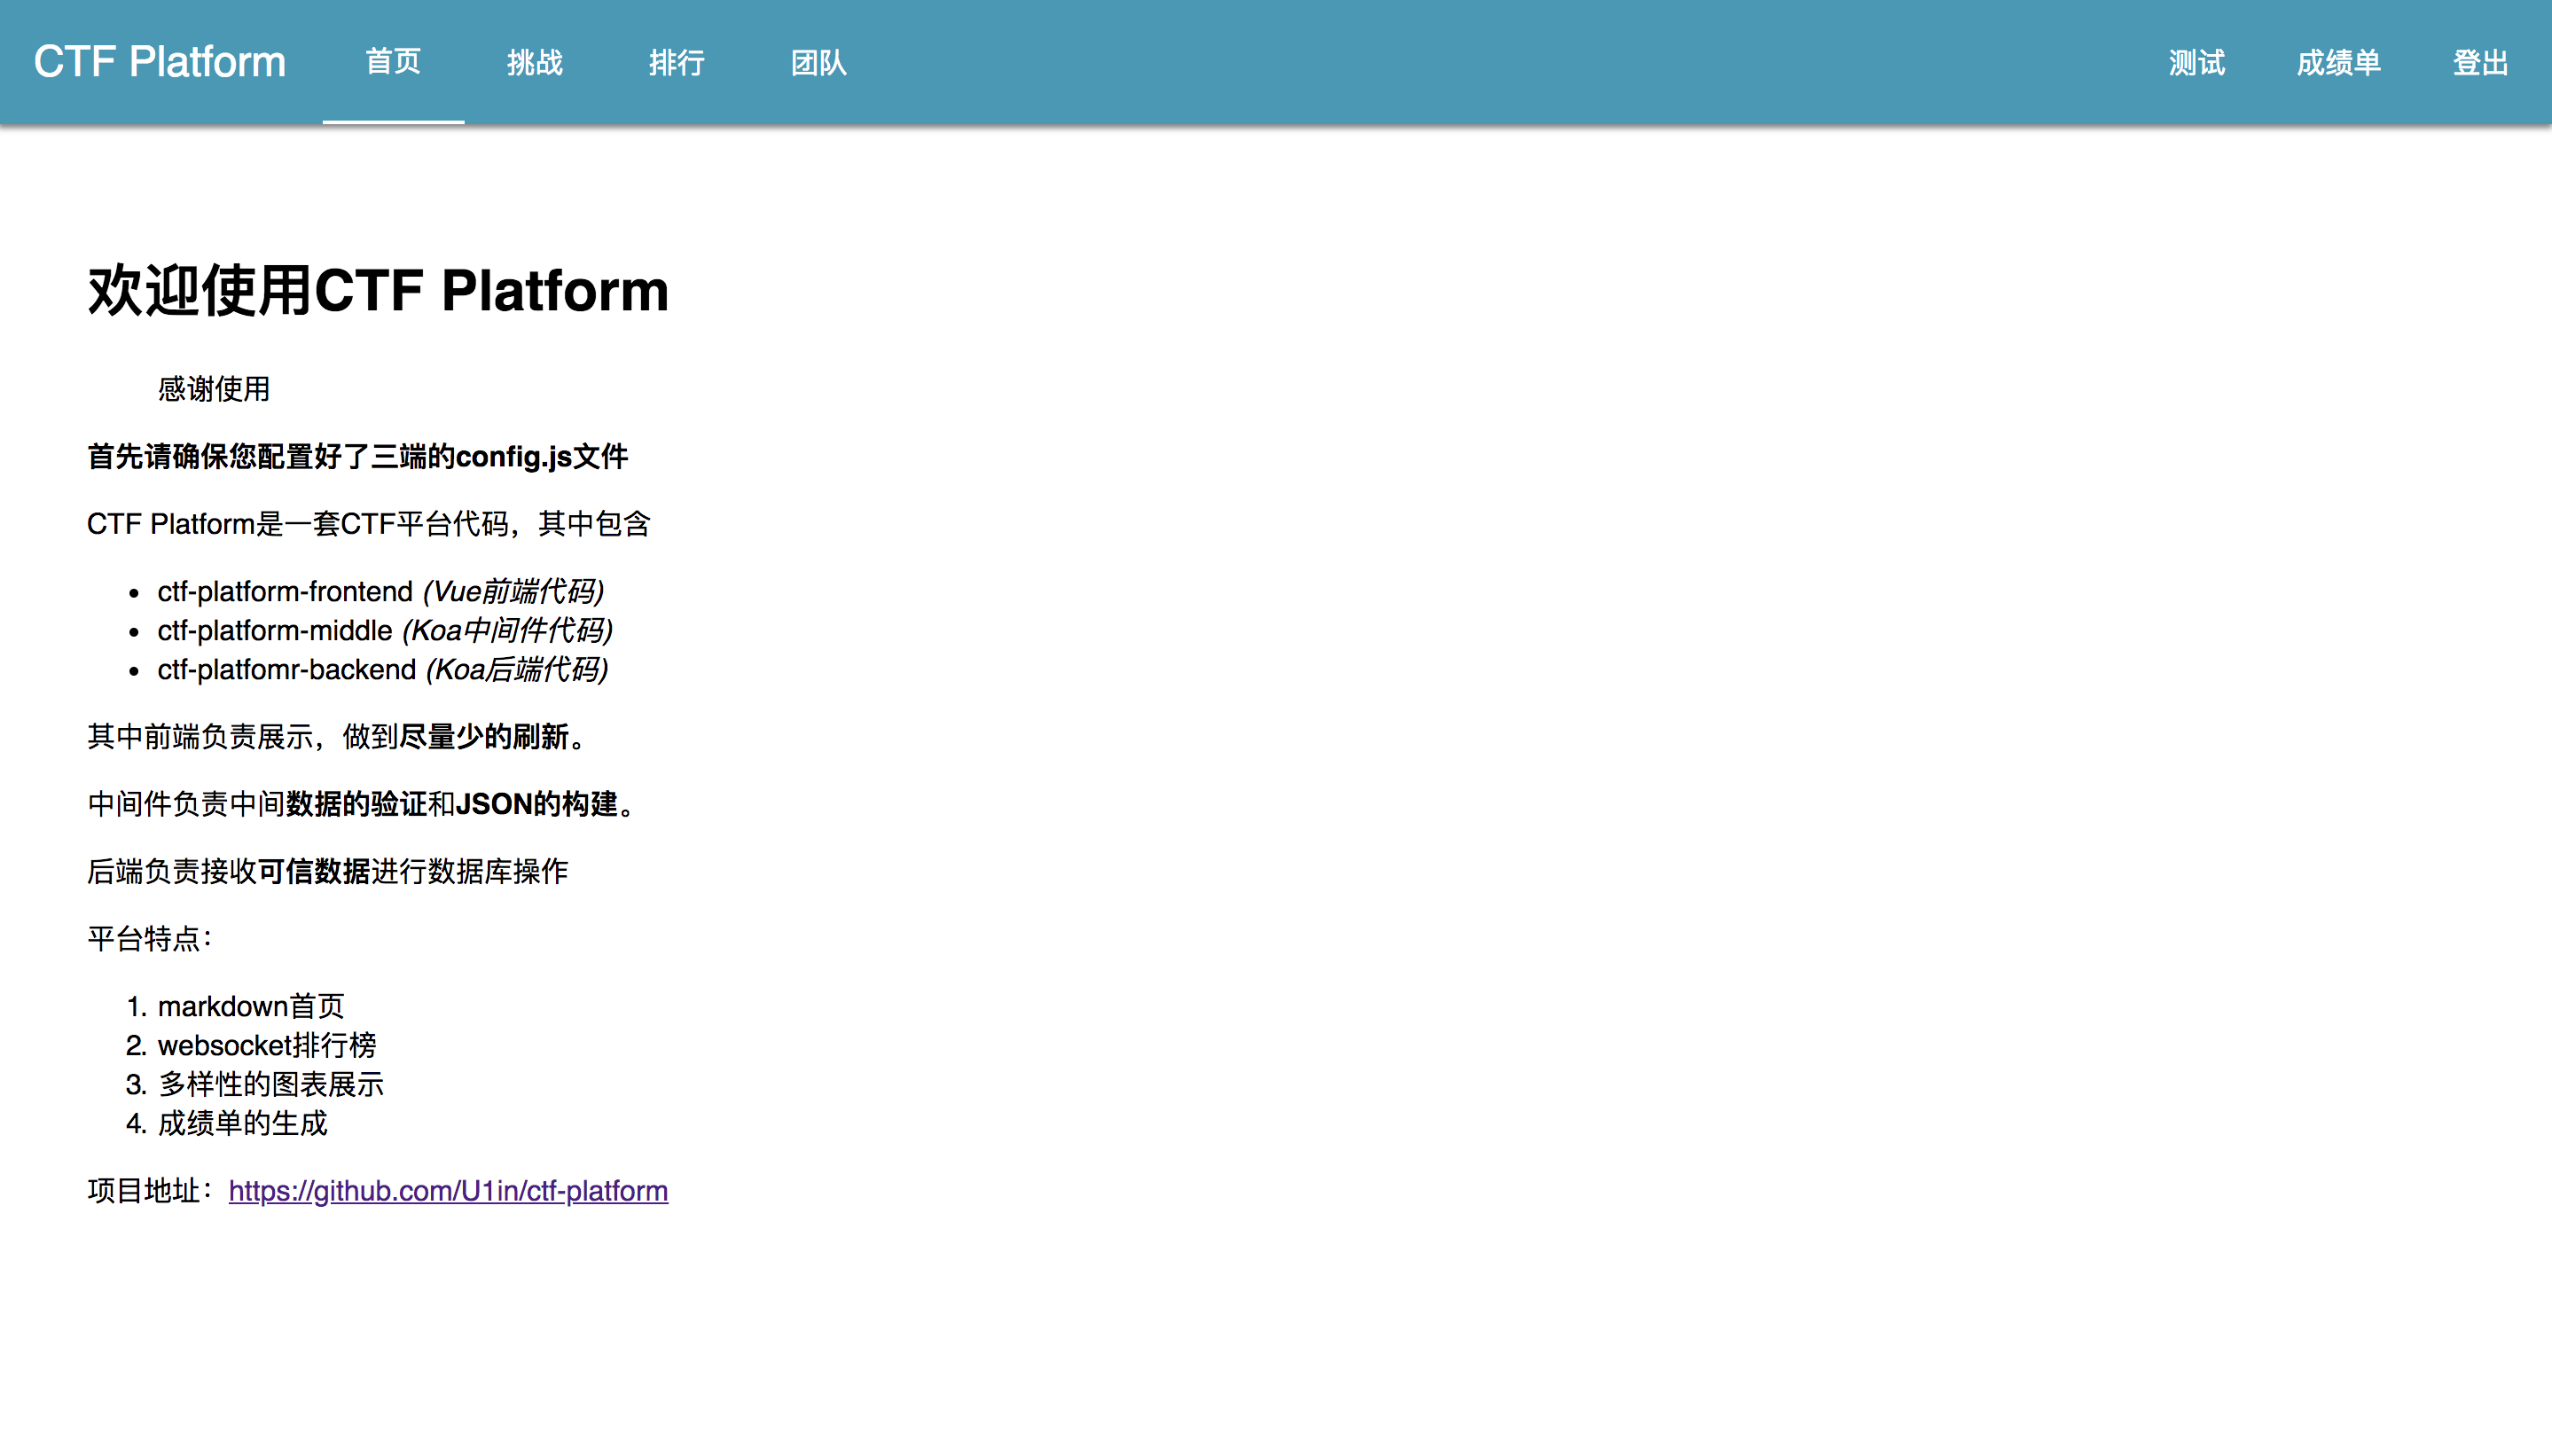 CTF Platform 首页 挑战 排行 团队 测试 成绩单 登出
欢迎使用CTF Platform
感谢使用
首先请确保您配置好了三端的config.js文件
CTF Platform是一套CTF平台代码，其中包含
• ctf-platform-frontend (Vue前端代码)
• ctf-platform-middle (Koa中间件代码)
• ctf-platfomr-backend (Koa后端代码)
其中前端负责展示，做到尽量少的刷新。
中间件负责中间数据的验证和JSON的构建。
后端负责接收可信数据进行数据库操作
平台特点：
1. markdown首页
2. websocket排行榜
3. 多样性的图表展示
4. 成绩单的生成
项目地址：https://github.com/U1in/ctf-platform